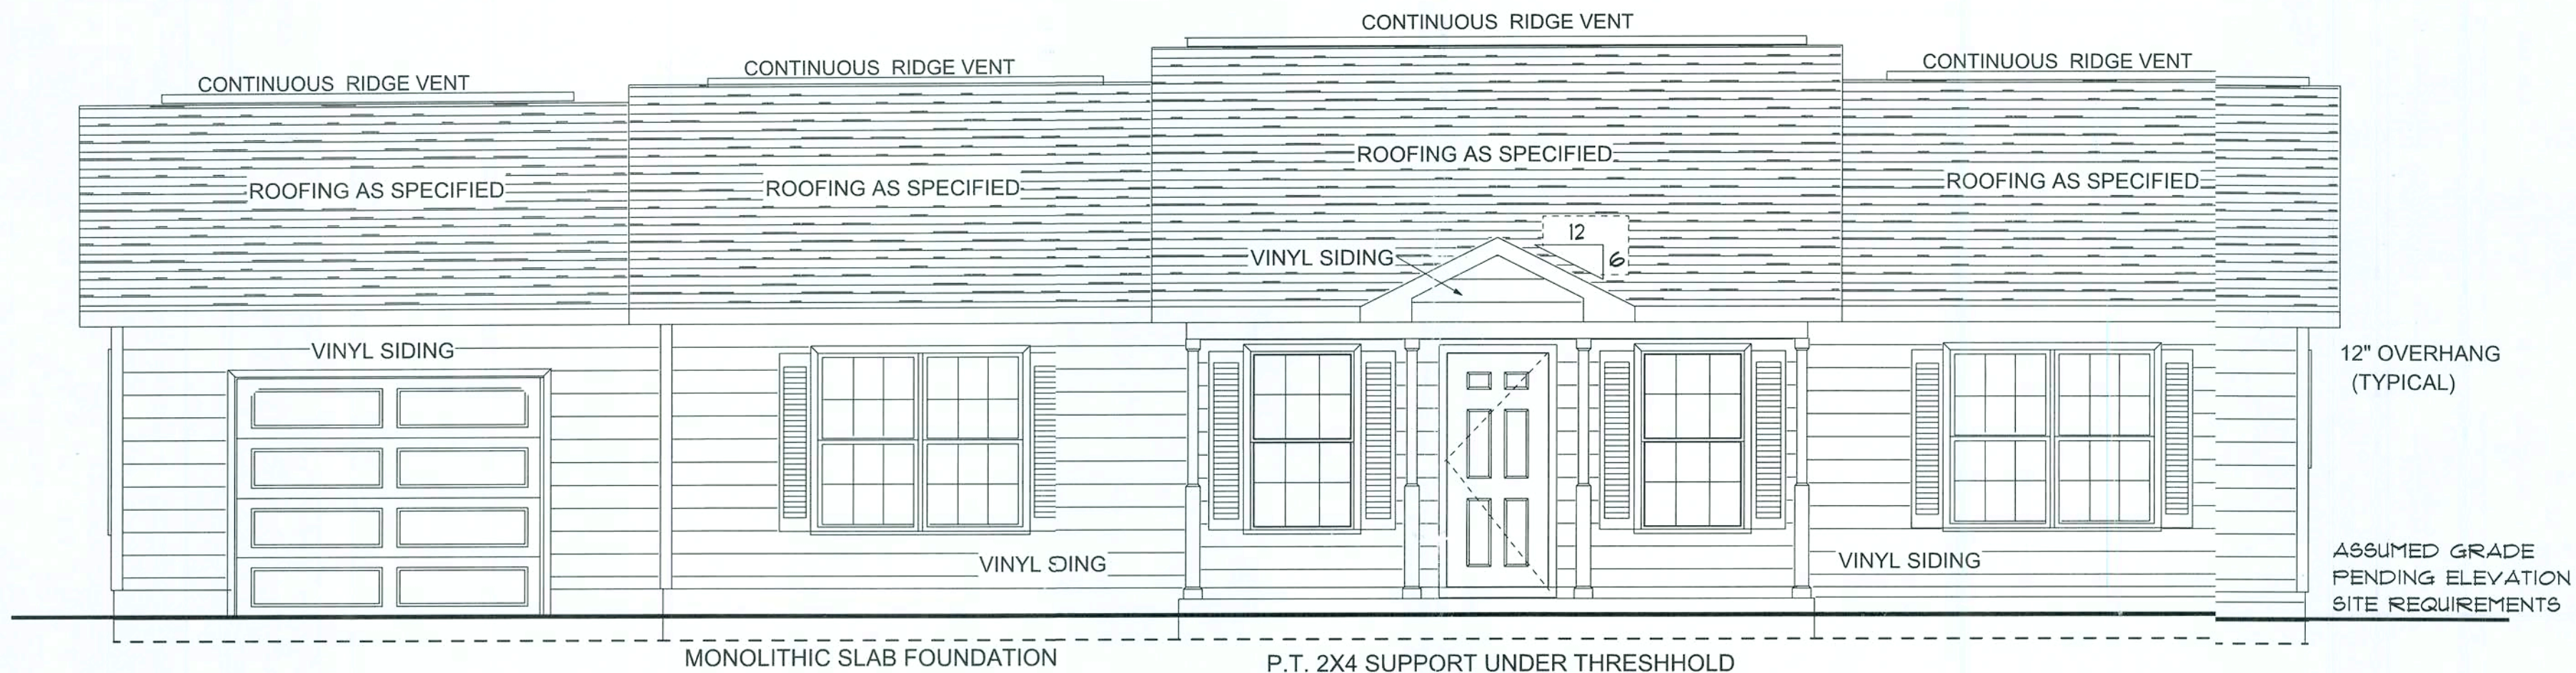 CONTINUOUS RIDGE VENT
CONTINUOUS RIDGE VENT
CONTINUOUS RIDGE VENT
CONTINUOUS RIDGE VENT
ROOFING AS SPECIFIED
ROOFING AS SPECIFIED
ROOFING AS SPECIFIED
ROOFING AS SPECIFIED
12
6
VINYL SIDING
VINYL SIDING
12" OVERHANG
(TYPICAL)
VINYL SDING
VINYL SIDING
ASSUMED GRADE
PENDING ELEVATION
SITE REQUIREMENTS
MONOLITHIC SLAB FOUNDATION
P.T. 2X4 SUPPORT UNDER THRESHHOLD